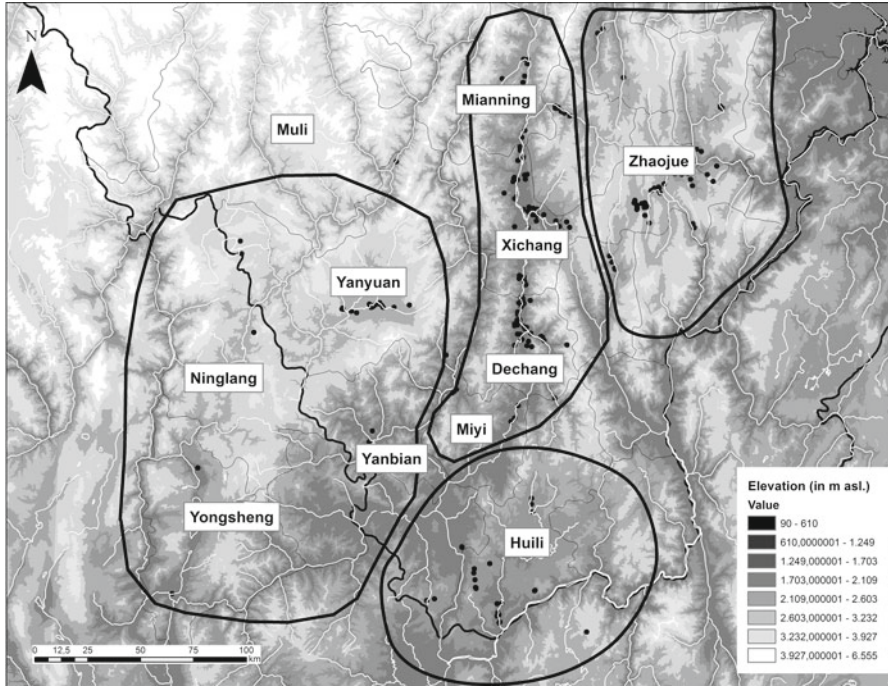 N
Mianning
Muli
Zhaojue
Xichang
Yanyuan
Ninglang
Dechang
Miyi
Yanbian
Yongsheng
Huili
Elevation (in m asl.)
Value
90 - 610
610,0000001 - 1.249
1.249,000001 - 1.703
1.703,000001 - 2.109
2.109,000001 - 2.603
2.603,000001 - 3.232
3.232,000001 - 3.927
3.927,000001 - 6.555
0 12,5 25 50 75 100
km